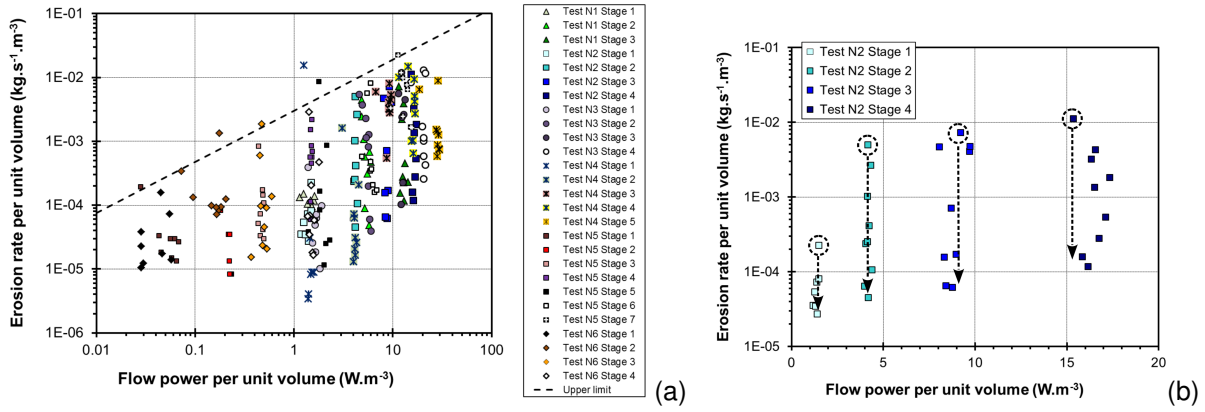 1E-01
1E-02
1E-03
1E-04
1E-05
1E-06
0.01
0.1
1
10
100
Erosion rate per unit volume (kg.s-1.m-3)
Flow power per unit volume (W.m-3)
Test N1 Stage 1
Test N1 Stage 2
Test N1 Stage 3
Test N2 Stage 1
Test N2 Stage 2
Test N2 Stage 3
Test N2 Stage 4
Test N3 Stage 1
Test N3 Stage 2
Test N3 Stage 3
Test N3 Stage 4
Test N4 Stage 1
Test N4 Stage 2
Test N4 Stage 3
Test N4 Stage 4
Test N4 Stage 5
Test N5 Stage 1
Test N5 Stage 2
Test N5 Stage 3
Test N5 Stage 4
Test N5 Stage 5
Test N5 Stage 6
Test N5 Stage 7
Test N6 Stage 1
Test N6 Stage 2
Test N6 Stage 3
Test N6 Stage 4
Upper limit
(a)
1E-01
1E-02
1E-03
1E-04
1E-05
0
5
10
15
20
Erosion rate per unit volume (kg.s-1.m-3)
Flow power per unit volume (W.m-3)
Test N2 Stage 1
Test N2 Stage 2
Test N2 Stage 3
Test N2 Stage 4
(b)